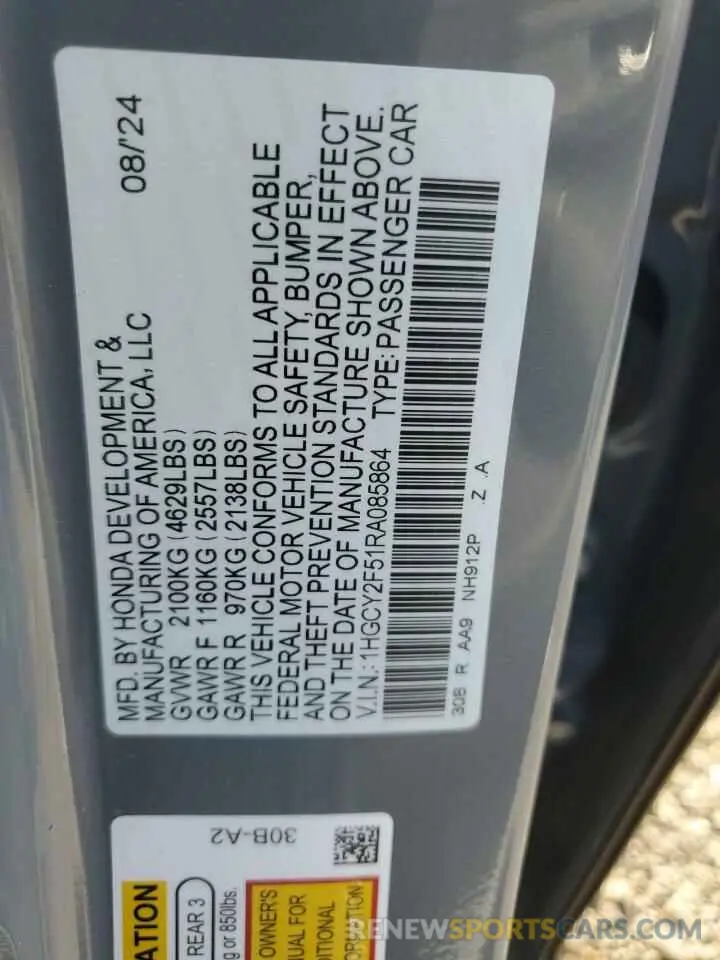 MFD. BY HONDA DEVELOPMENT & 08/'24
MANUFACTURING OF AMERICA, LLC
GVWR 2100KG (4629LBS)
GAWR F 1160KG (2557LBS)
GAWR R 970KG (2138LBS)
THIS VEHICLE CONFORMS TO ALL APPLICABLE
FEDERAL MOTOR VEHICLE SAFETY, BUMPER,
AND THEFT PREVENTION STANDARDS IN EFFECT
ON THE DATE OF MANUFACTURE SHOWN ABOVE.
V.I.N.: 1HGCY2F51RA085864 TYPE: PASSENGER CAR
30B R AA9 NH912P .Z .A
30B-A2
ATION
REAR 3
g or 850lbs.
OWNER'S
UAL FOR
DITIONAL
ORMATION
RENEWSPORTSCARS.COM